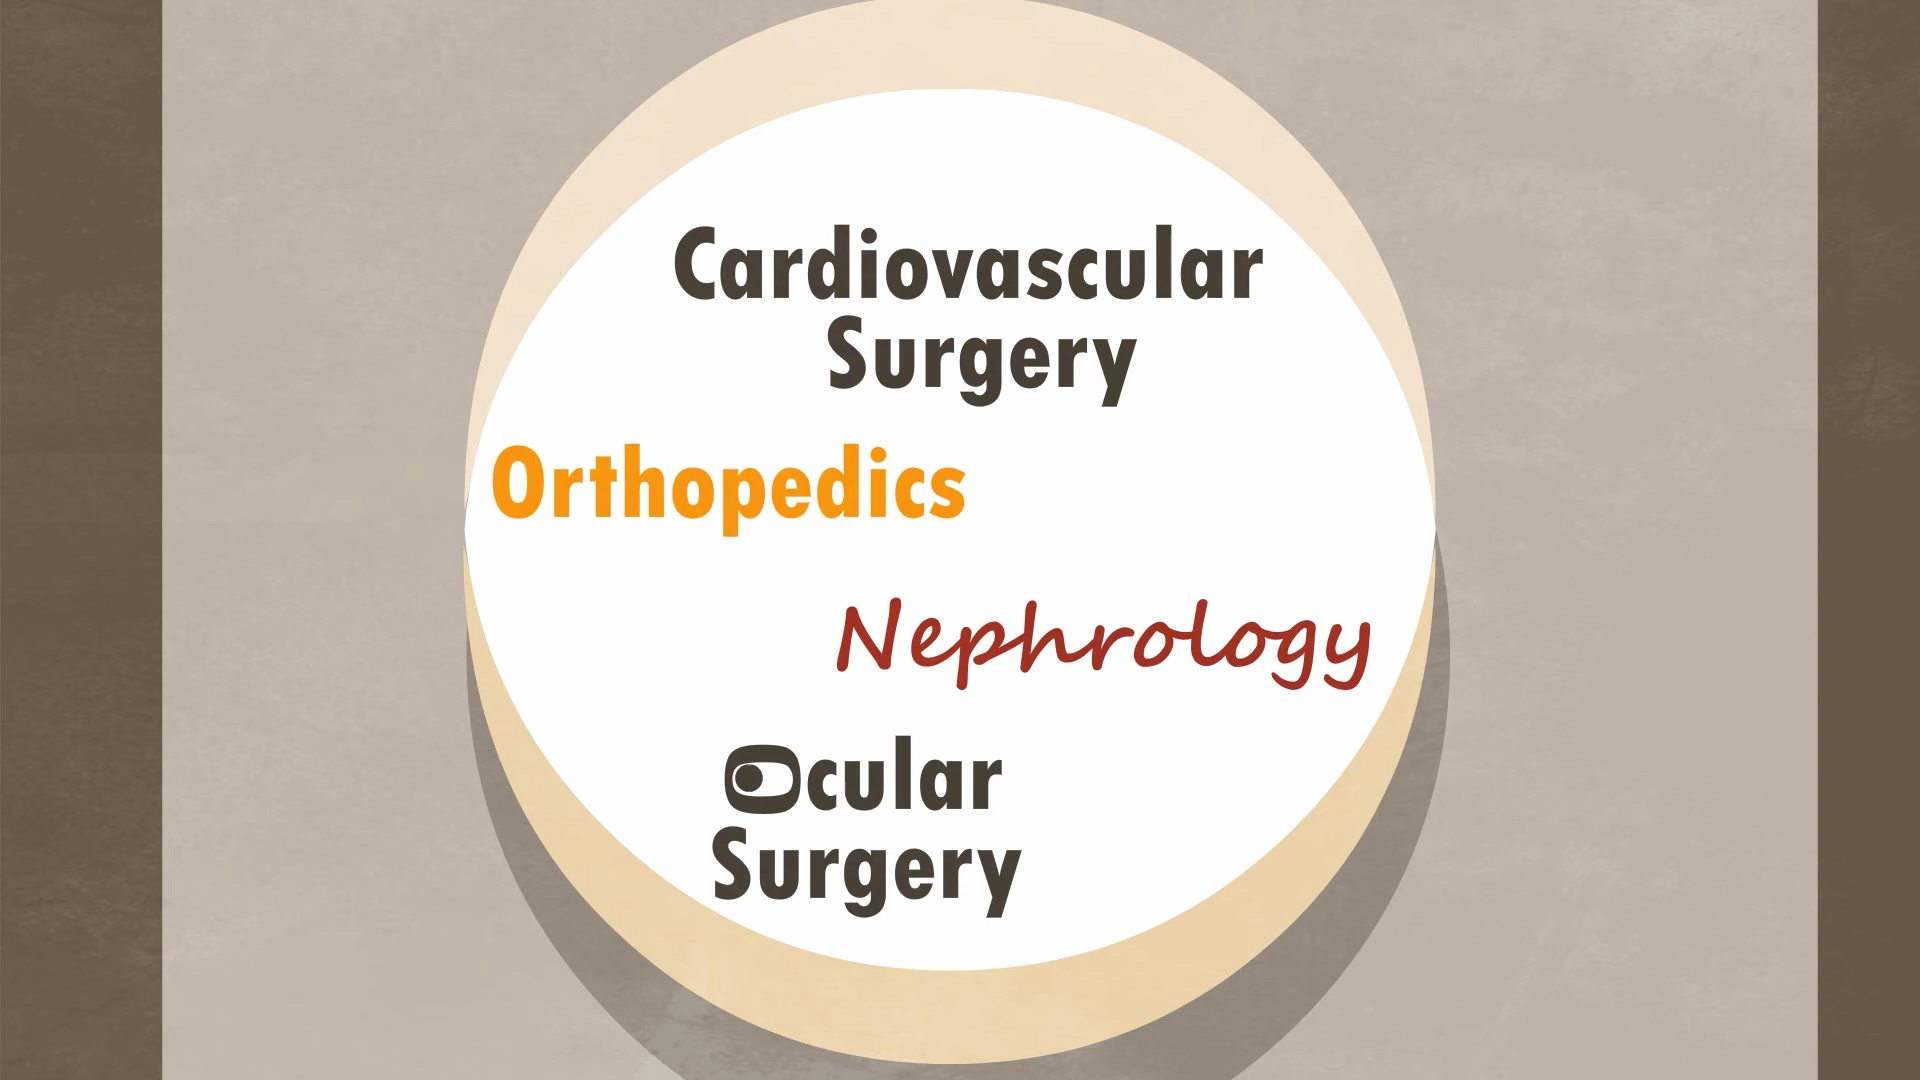 Cardiovascular
Surgery
Orthopedics
Nephrology
Ocular
Surgery